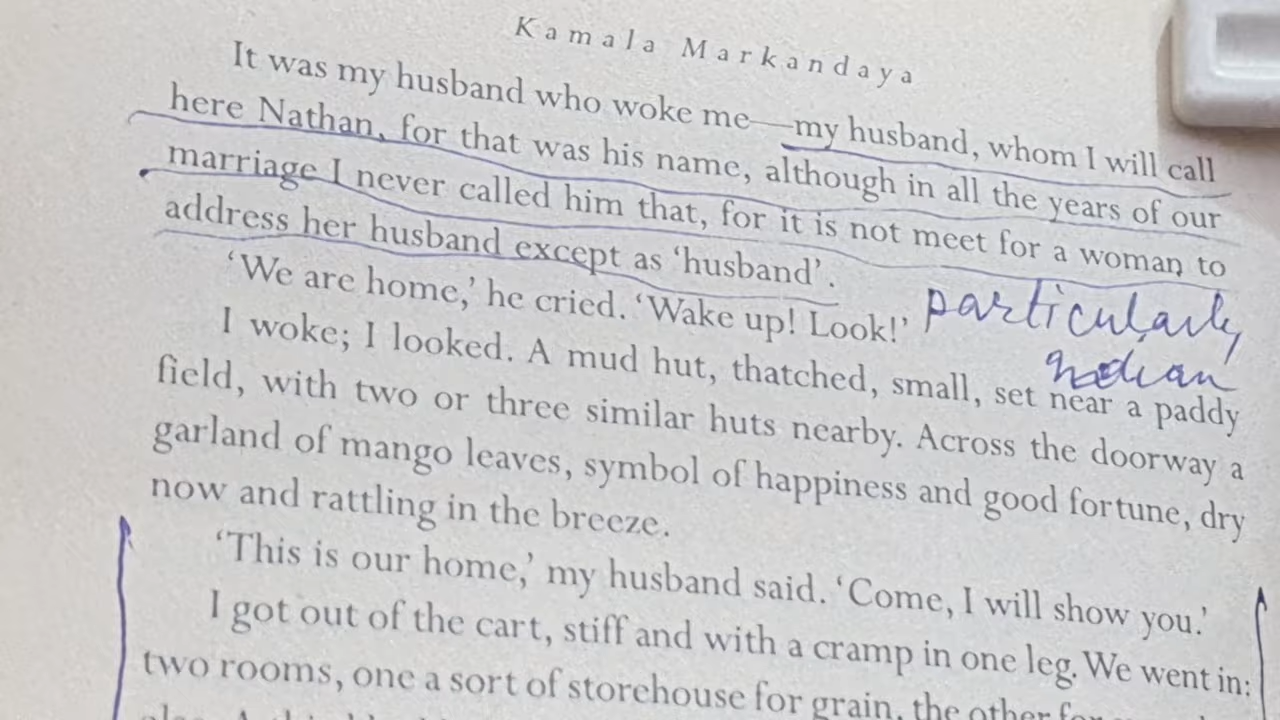 Kamala Markandaya
It was my husband who woke me—my husband, whom I will call
here Nathan, for that was his name, although in all the years of our
marriage I never called him that, for it is not meet for a woman to
address her husband except as ‘husband’.
‘We are home,’ he cried. ‘Wake up! Look!’
particularly
Indian
I woke; I looked. A mud hut, thatched, small, set near a paddy
field, with two or three similar huts nearby. Across the doorway a
garland of mango leaves, symbol of happiness and good fortune, dry
now and rattling in the breeze.
‘This is our home,’ my husband said. ‘Come, I will show you.’
I got out of the cart, stiff and with a cramp in one leg. We went in:
two rooms, one a sort of storehouse for grain, the other for